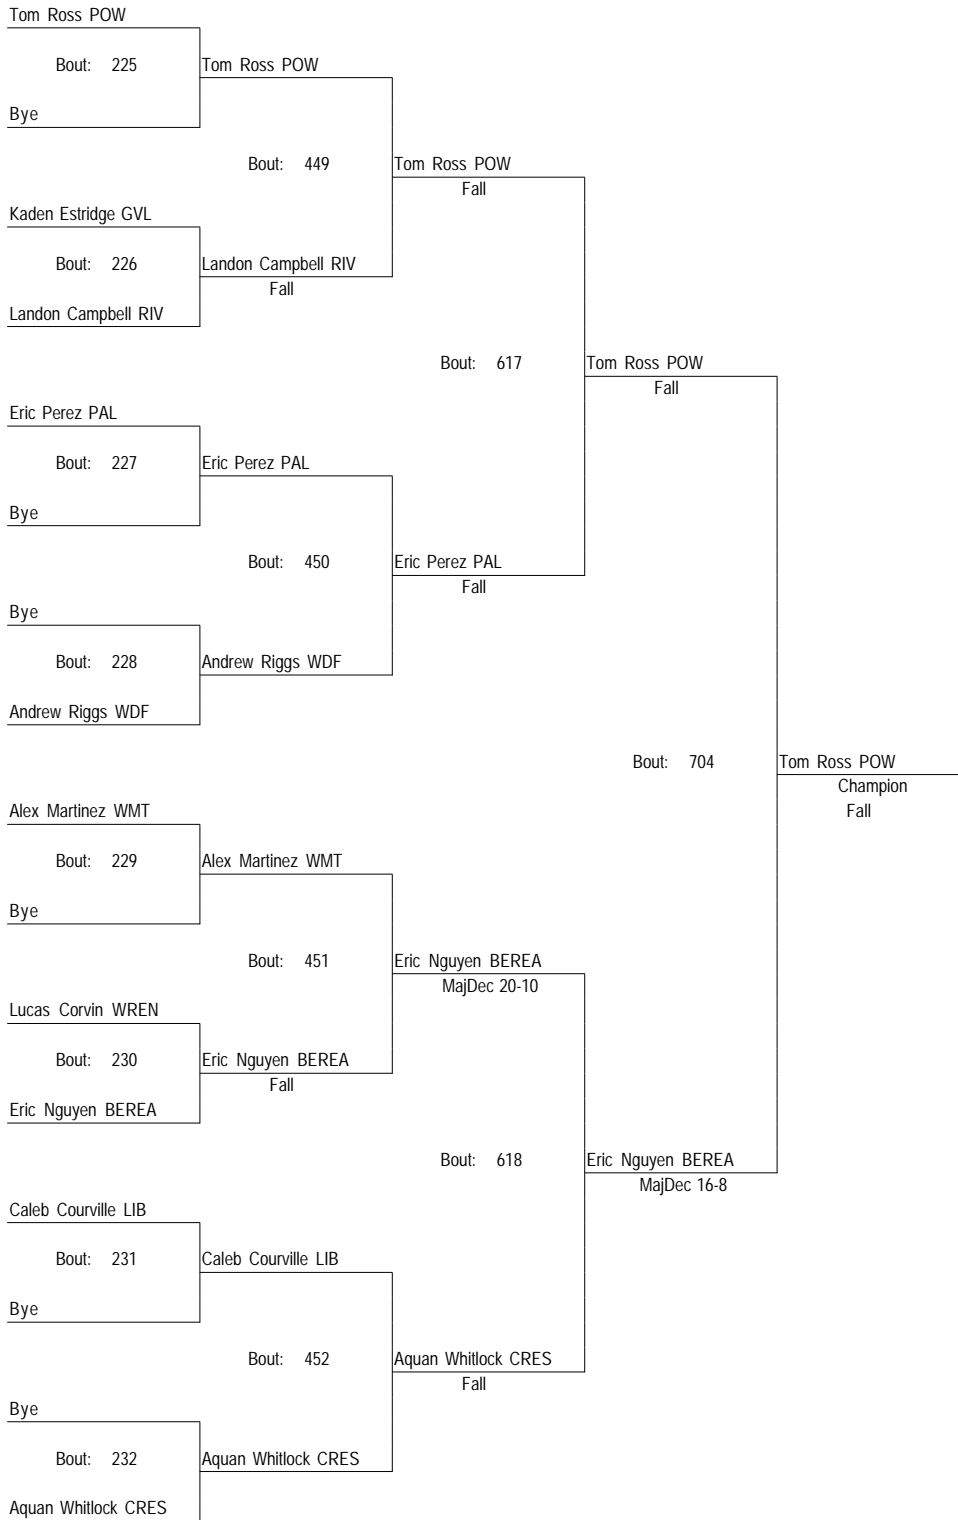 Tom Ross POW
Bout: 225 Tom Ross POW
Bye
Bout: 449 Tom Ross POW
Fall
Kaden Estridge GVL
Bout: 226 Landon Campbell RIV
Fall
Landon Campbell RIV
Bout: 617 Tom Ross POW
Fall
Eric Perez PAL
Bout: 227 Eric Perez PAL
Bye
Bout: 450 Eric Perez PAL
Fall
Bye
Bout: 228 Andrew Riggs WDF
Andrew Riggs WDF
Bout: 704 Tom Ross POW
Champion
Fall
Alex Martinez WMT
Bout: 229 Alex Martinez WMT
Bye
Bout: 451 Eric Nguyen BEREA
MajDec 20-10
Lucas Corvin WREN
Bout: 230 Eric Nguyen BEREA
Fall
Eric Nguyen BEREA
Bout: 618 Eric Nguyen BEREA
MajDec 16-8
Caleb Courville LIB
Bout: 231 Caleb Courville LIB
Bye
Bout: 452 Aquan Whitlock CRES
Fall
Bye
Bout: 232 Aquan Whitlock CRES
Aquan Whitlock CRES